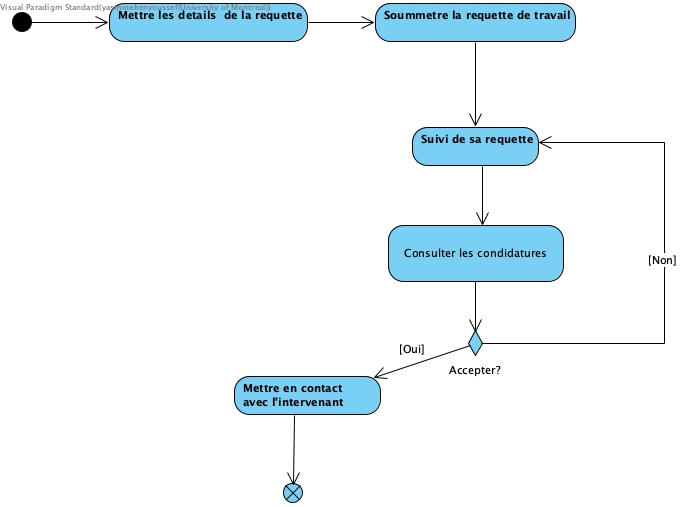 Visual Paradigm Standard(yasminebenyoussef(University of Montreal))
Mettre les details de la requette
Soummetre la requette de travail
Suivi de sa requette
Consulter les condidatures
[Non]
[Oui]
Accepter?
Mettre en contact
avec l'intervenant